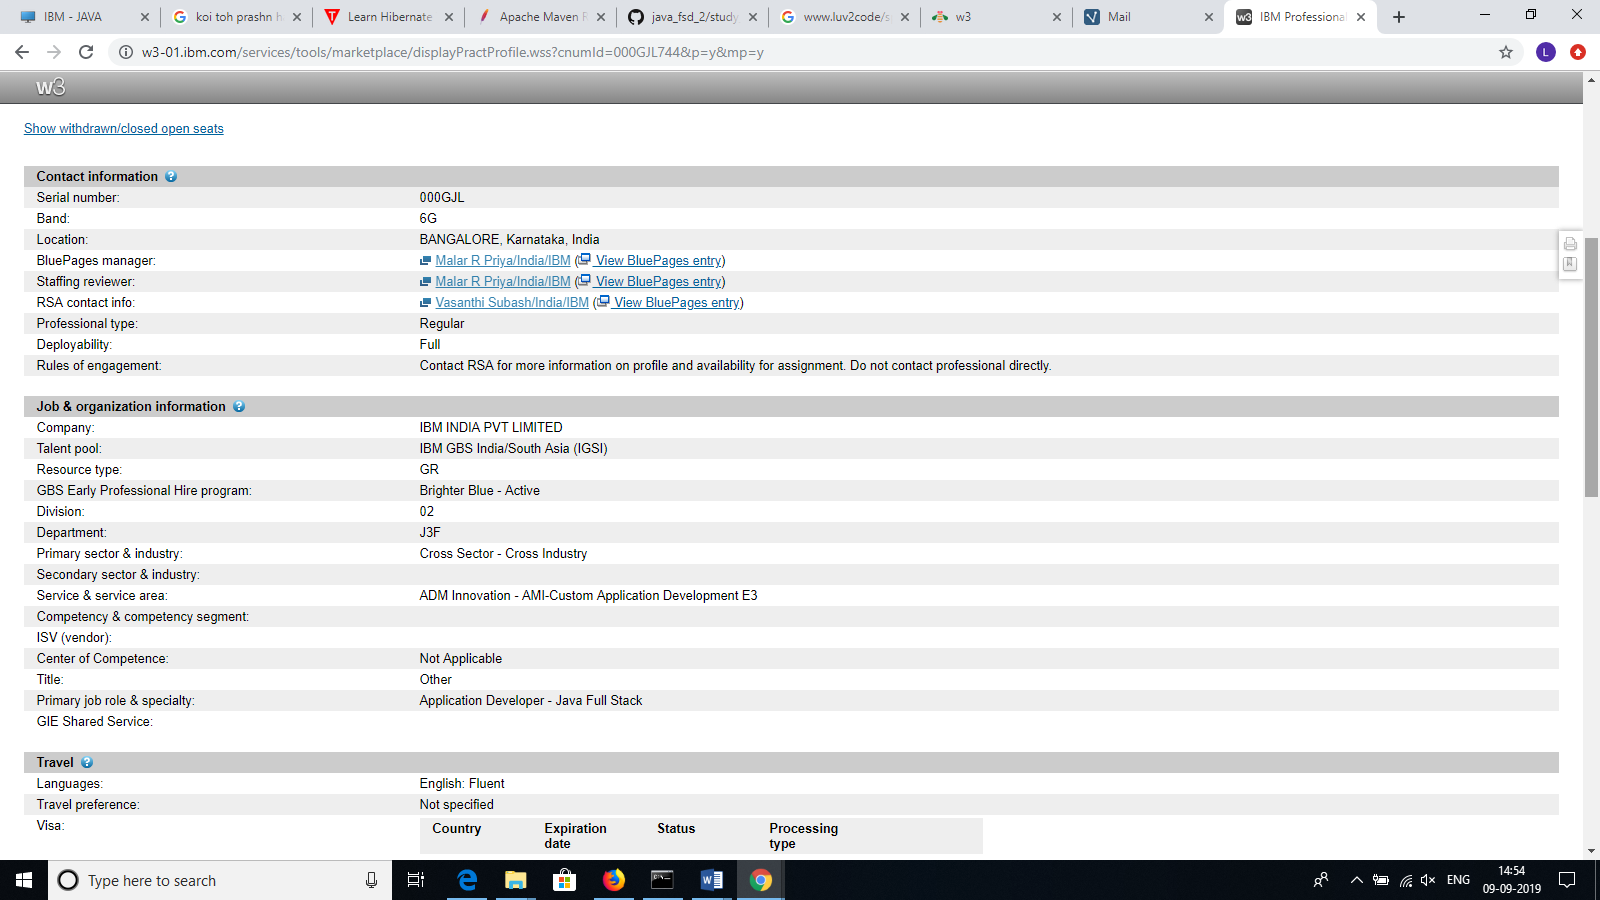 IBM - JAVA
koi toh prashn h
Learn Hibernate
Apache Maven P
java_fsd_2/study
www.luv2code/s
w3
Mail
w3 IBM Professional
w3-01.ibm.com/services/tools/marketplace/displayPractProfile.wss?cnumId=000GJL744&p=y&mp=y
L
w3
Show withdrawn/closed open seats
Contact information ?
Serial number: 000GJL
Band: 6G
Location: BANGALORE, Karnataka, India
BluePages manager: Malar R Priya/India/IBM ( View BluePages entry)
Staffing reviewer: Malar R Priya/India/IBM ( View BluePages entry)
RSA contact info: Vasanthi Subash/India/IBM ( View BluePages entry)
Professional type: Regular
Deployability: Full
Rules of engagement: Contact RSA for more information on profile and availability for assignment. Do not contact professional directly.
Job & organization information ?
Company: IBM INDIA PVT LIMITED
Talent pool: IBM GBS India/South Asia (IGSI)
Resource type: GR
GBS Early Professional Hire program: Brighter Blue - Active
Division: 02
Department: J3F
Primary sector & industry: Cross Sector - Cross Industry
Secondary sector & industry:
Service & service area: ADM Innovation - AMI-Custom Application Development E3
Competency & competency segment:
ISV (vendor):
Center of Competence: Not Applicable
Title: Other
Primary job role & specialty: Application Developer - Java Full Stack
GIE Shared Service:
Travel ?
Languages: English: Fluent
Travel preference: Not specified
Visa: Country Expiration date Status Processing type
Type here to search
ENG
14:54
09-09-2019